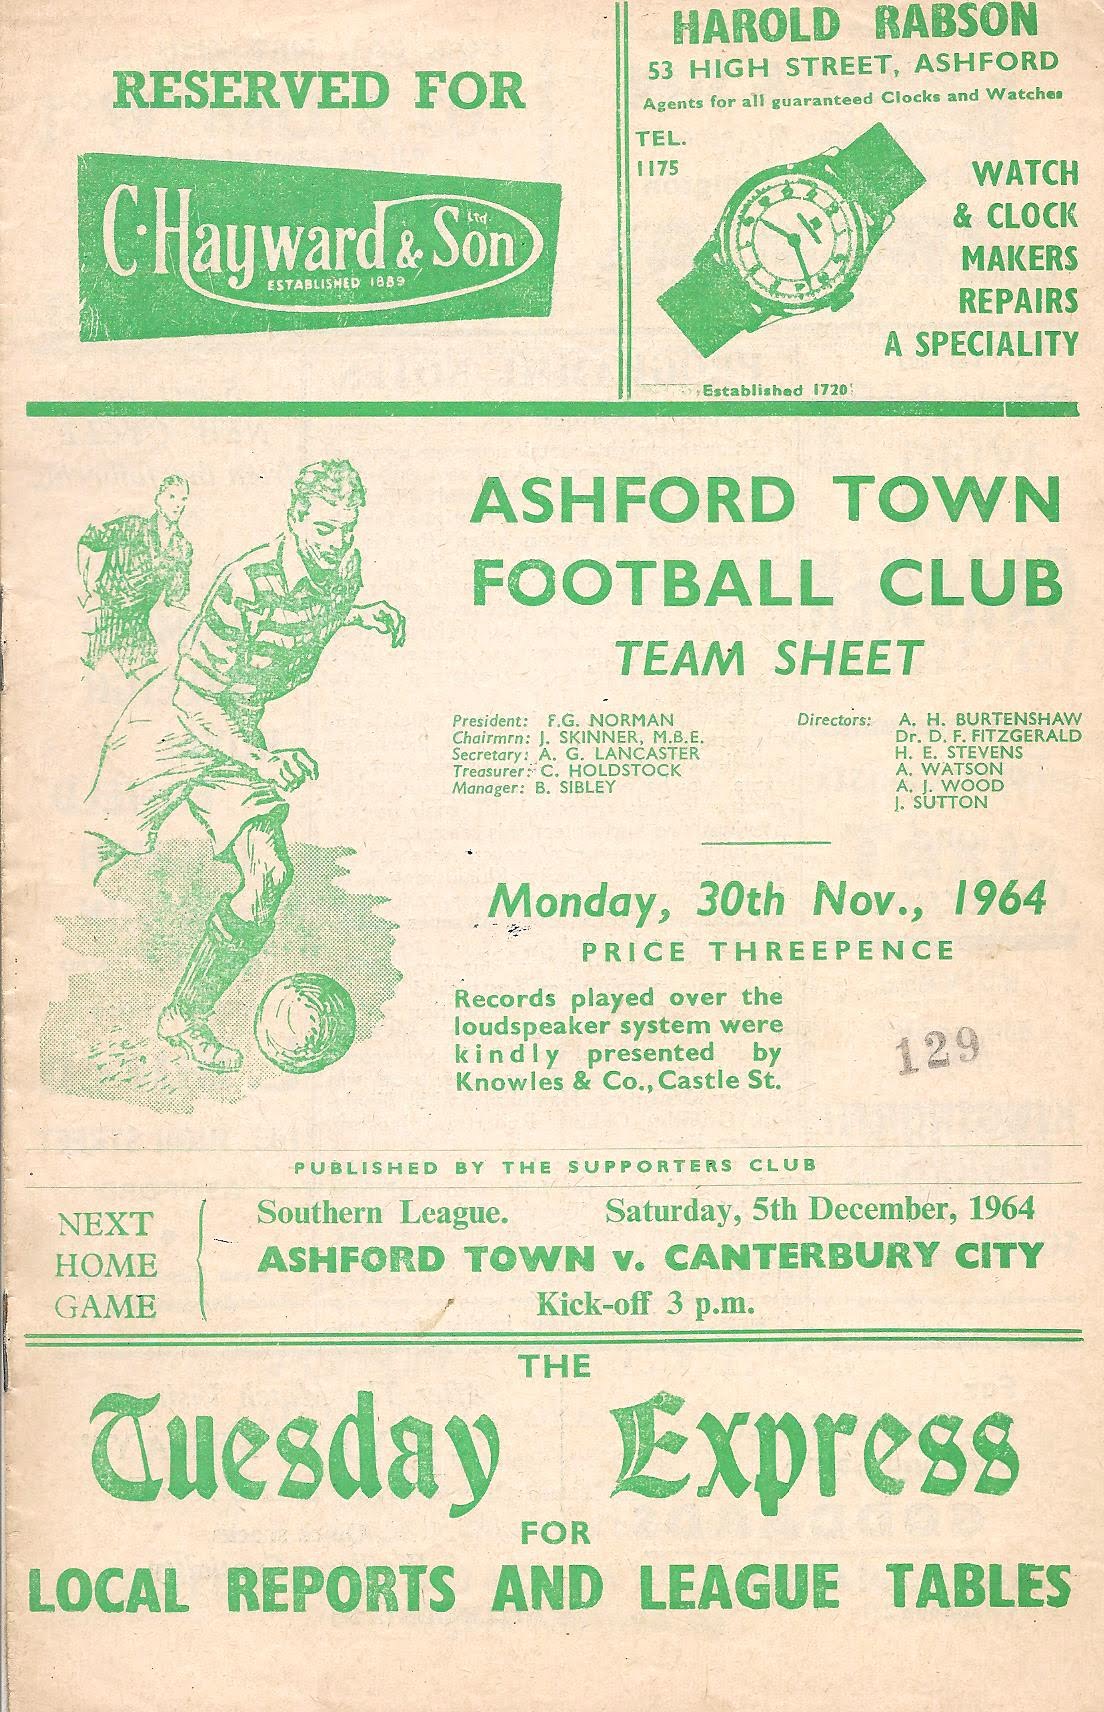 RESERVED FOR
C. Hayward & Son Ltd.
ESTABLISHED 1889
HAROLD RABSON
53 HIGH STREET, ASHFORD
Agents for all guaranteed Clocks and Watches
TEL.
1175
WATCH
& CLOCK
MAKERS
REPAIRS
A SPECIALITY
Established 1720
ASHFORD TOWN
FOOTBALL CLUB
TEAM SHEET
President: F.G. NORMAN
Chairmrn: J. SKINNER, M.B.E.
Secretary: A. G. LANCASTER
Treasurer: C. HOLDSTOCK
Manager: B. SIBLEY
Directors: A. H. BURTENSHAW
Dr. D. F. FITZGERALD
H. E. STEVENS
A. WATSON
A. J. WOOD
J. SUTTON
Monday, 30th Nov., 1964
PRICE THREEPENCE
Records played over the
loudspeaker system were
kindly presented by
Knowles & Co., Castle St.
129
PUBLISHED BY THE SUPPORTERS CLUB
NEXT
HOME
GAME
Southern League. Saturday, 5th December, 1964
ASHFORD TOWN v. CANTERBURY CITY
Kick-off 3 p.m.
THE
Tuesday Express
FOR
LOCAL REPORTS AND LEAGUE TABLES